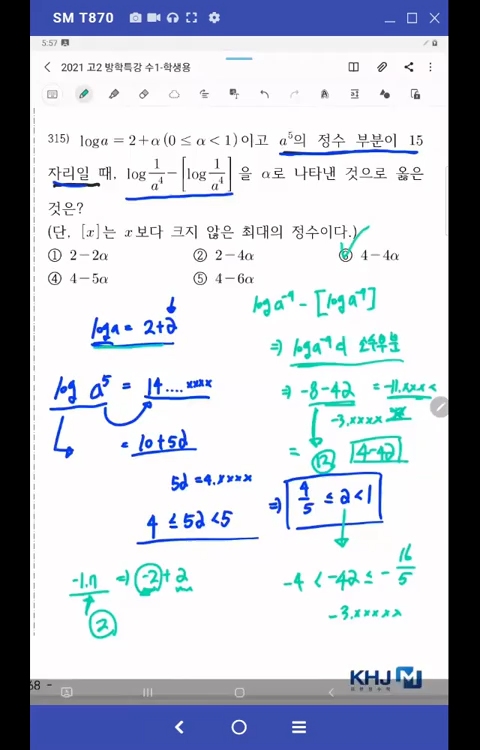 SM T870
5:57
2021 고2 방학특강 수1-학생용
315) log a = 2+α (0 ≤ α < 1)이고 a⁵의 정수 부분이 15
자리일 때, log 1/a⁴ − [log 1/a⁴] 을 α로 나타낸 것으로 옳은
것은?
(단, [x]는 x보다 크지 않은 최대의 정수이다.)
① 2−2α ② 2−4α ③ 4−4α
④ 4−5α ⑤ 4−6α
log a = 2+α
log a⁵ = 14....xxxx
= 10+5α
5α = 4.xxxx
4 ≤ 5α < 5
-1.7 ⇒ -2 + 2
2
log a⁻⁴ − [log a⁻⁴]
⇒ log a⁻⁴의 소수부분
⇒ -8-4α = -11.xxx<
-3.xxxx
= 12 4-4α
⇒ 4/5 ≤ α < 1
-4 < -4α ≤ -16/5
-3.xxxxx
KHJ M
68 -